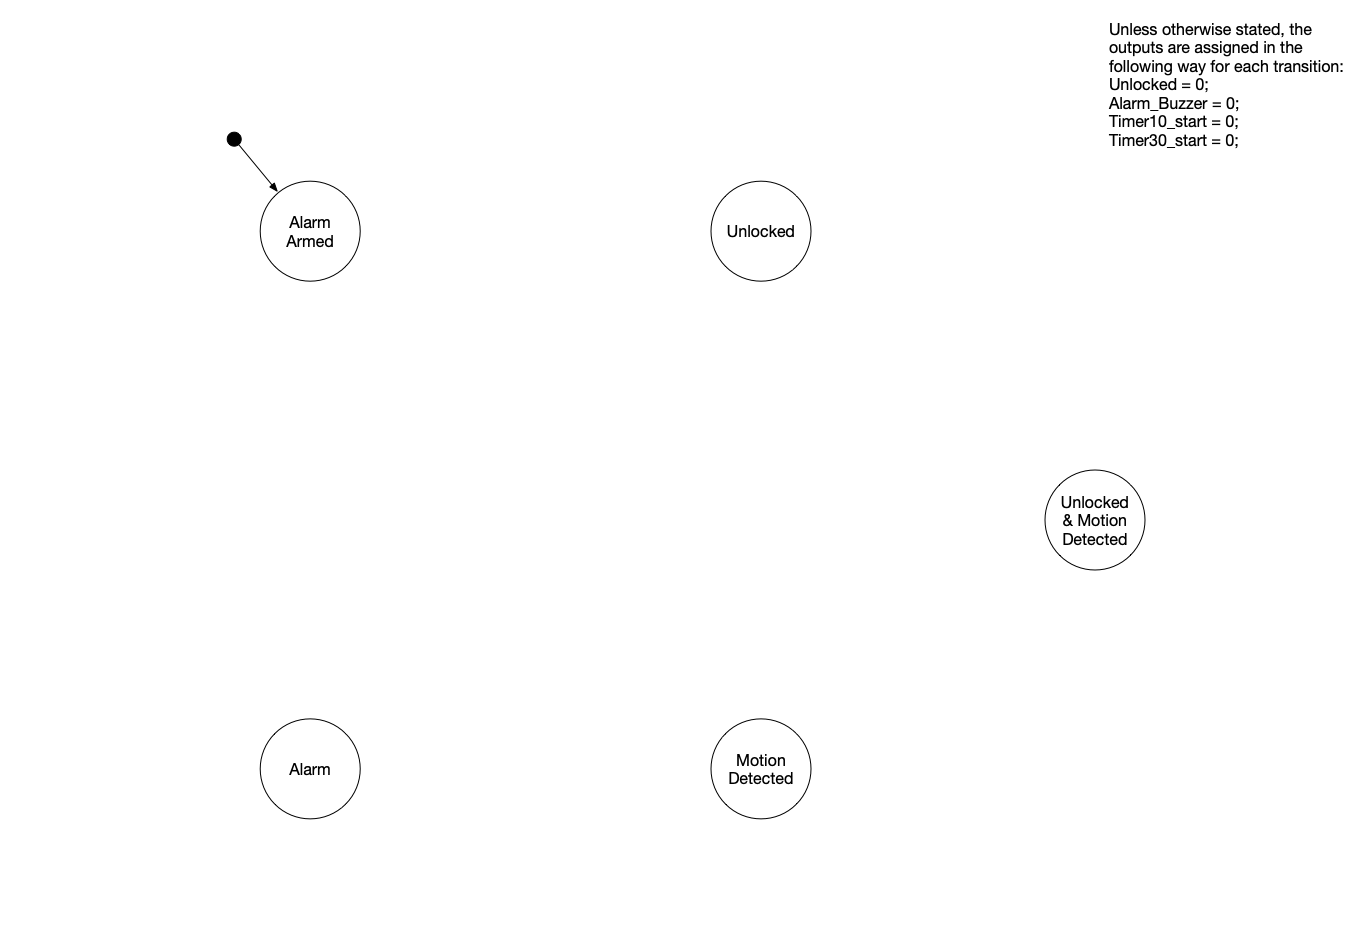 Unless otherwise stated, the
outputs are assigned in the
following way for each transition:
Unlocked = 0;
Alarm_Buzzer = 0;
Timer10_start = 0;
Timer30_start = 0;
Alarm
Armed
Unlocked
Unlocked
& Motion
Detected
Alarm
Motion
Detected